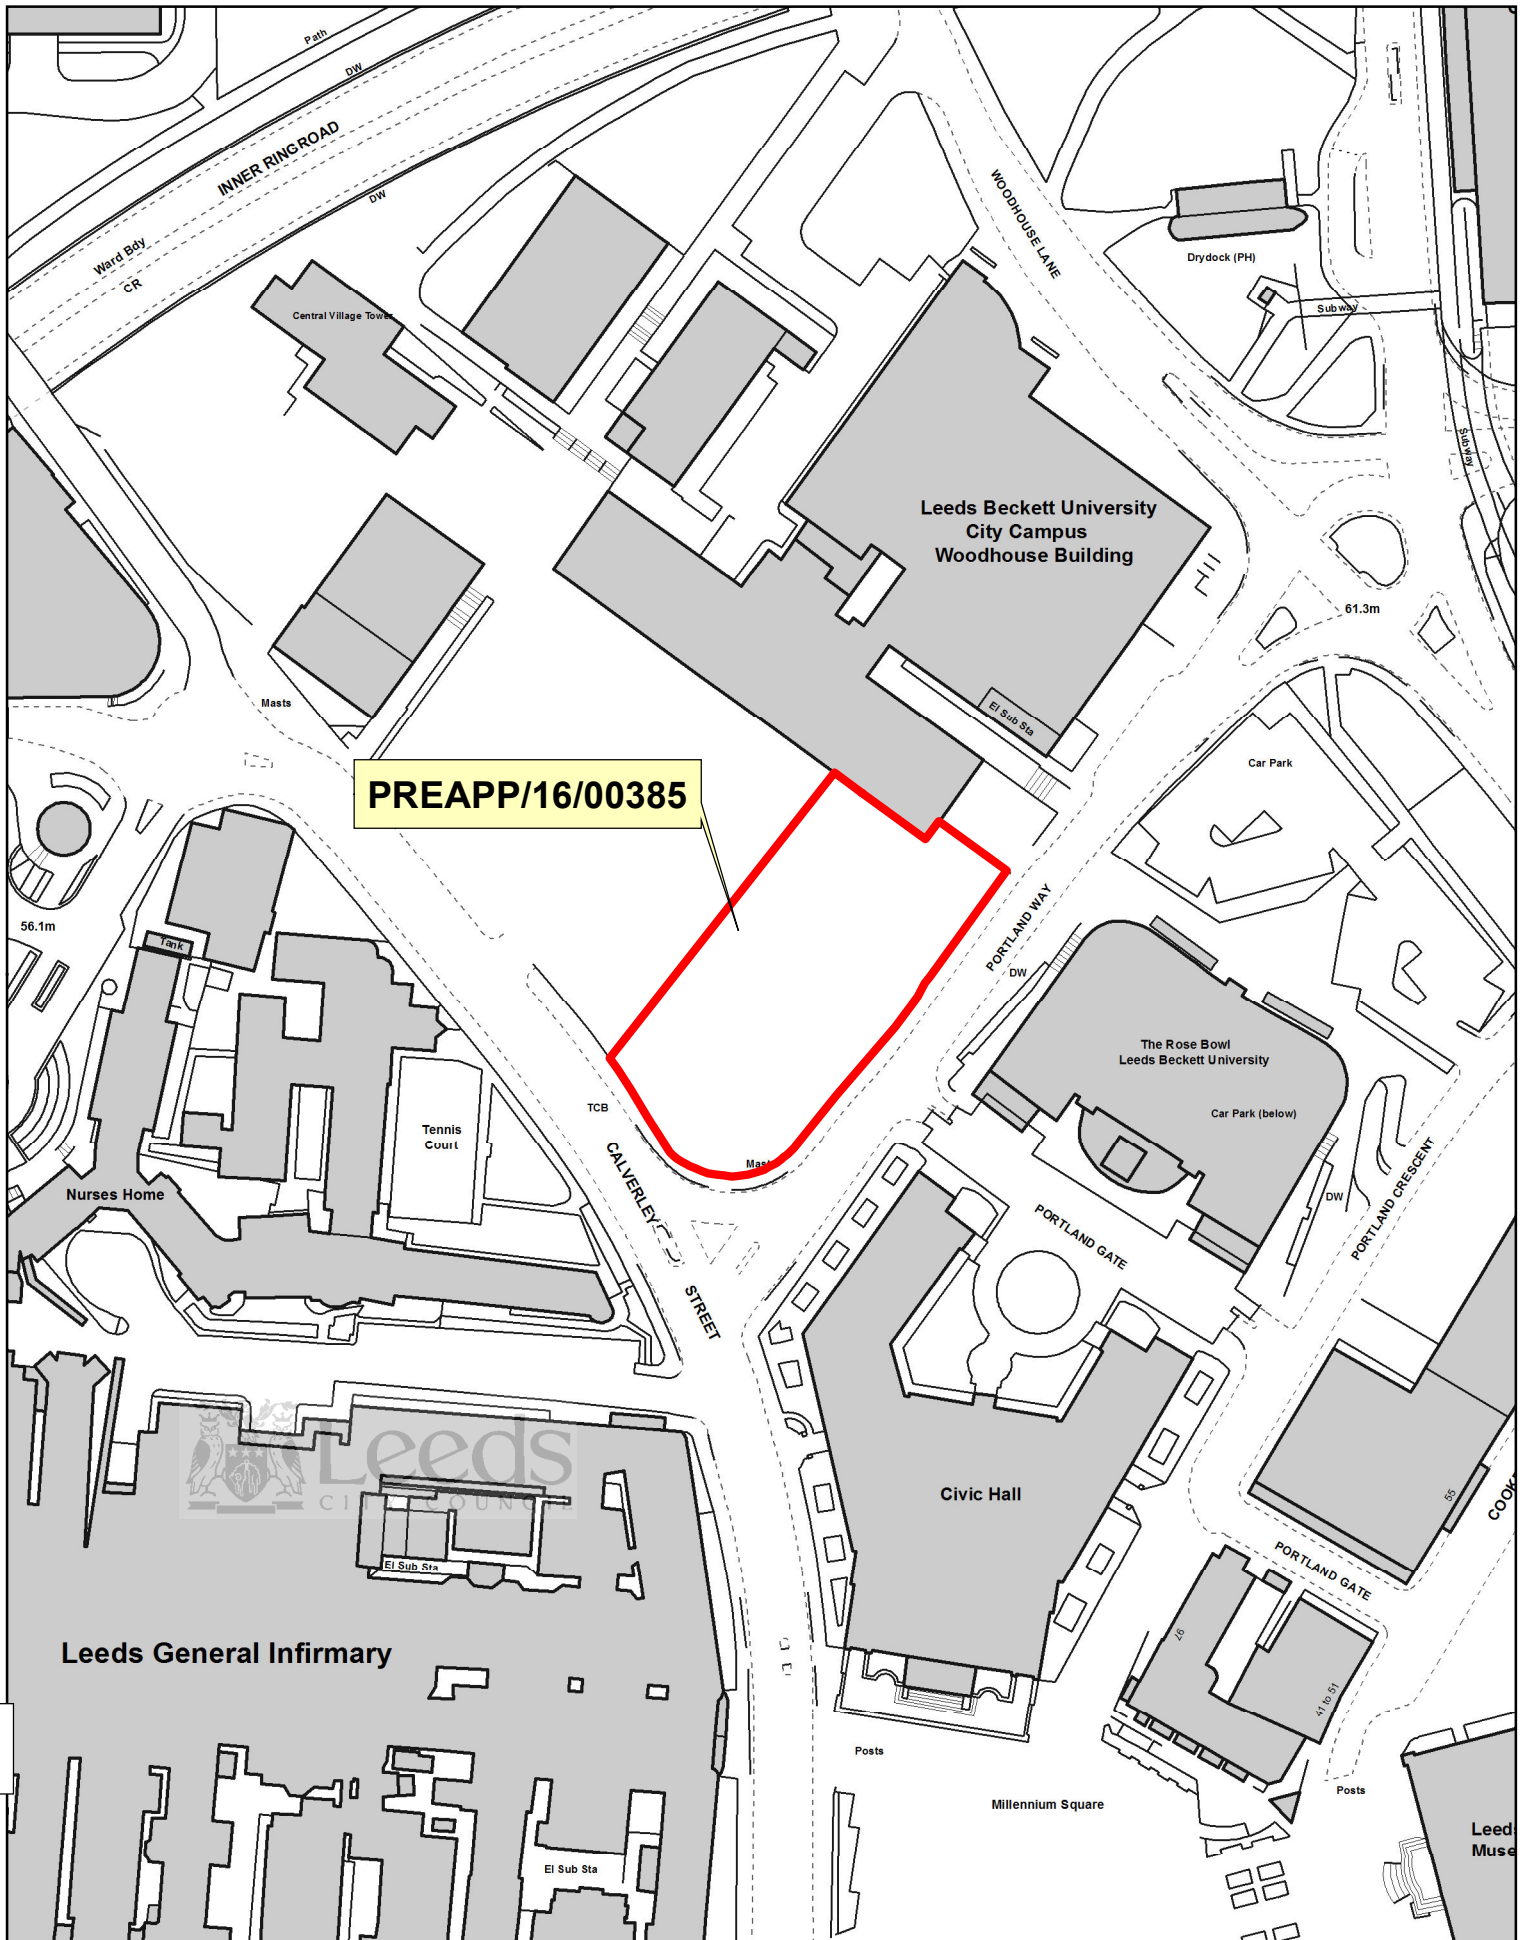 Path
DW
INNER RING ROAD
DW
Ward Bdy
CR
WOODHOUSE LANE
Drydock (PH)
Subway
Central Village Tower
Subway
Leeds Beckett University
City Campus
Woodhouse Building
61.3m
Masts
El Sub Sta
Car Park
PREAPP/16/00385
PORTLAND WAY
56.1m
Tank
DW
The Rose Bowl
Leeds Beckett University
Car Park (below)
TCB
Tennis
Court
CALVERLEY
STREET
Nurses Home
DW
PORTLAND CRESCENT
PORTLAND GATE
Leeds
CITY COUNCIL
Civic Hall
55
El Sub Sta
PORTLAND GATE
Leeds General Infirmary
97
41 to 51
Posts
Millennium Square
Posts
El Sub Sta